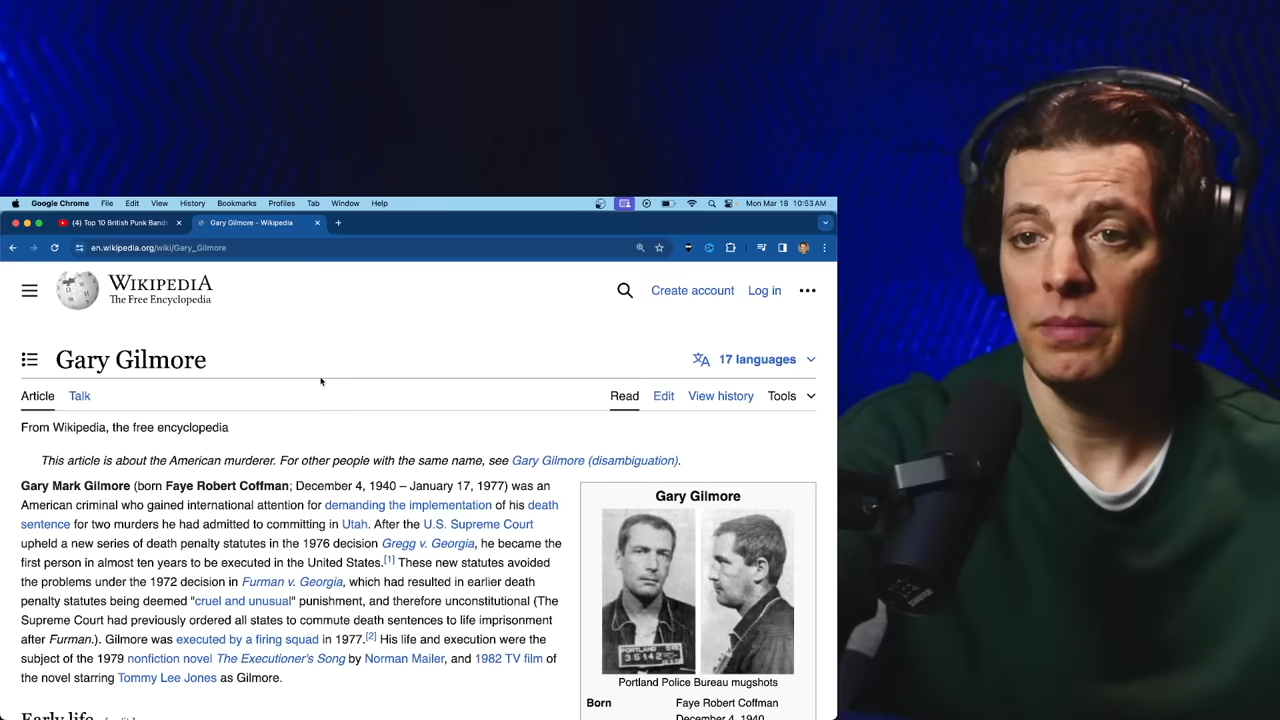 Google Chrome File Edit View History Bookmarks Profiles Tab Window Help Mon Mar 18 10:53 AM
(4) Top 10 British Punk Bands Gary Gilmore - Wikipedia
en.wikipedia.org/wiki/Gary_Gilmore
WIKIPEDIA
The Free Encyclopedia
Create account Log in
Gary Gilmore
17 languages
Article Talk Read Edit View history Tools
From Wikipedia, the free encyclopedia
This article is about the American murderer. For other people with the same name, see Gary Gilmore (disambiguation).
Gary Mark Gilmore (born Faye Robert Coffman; December 4, 1940 – January 17, 1977) was an
American criminal who gained international attention for demanding the implementation of his death
sentence for two murders he had admitted to committing in Utah. After the U.S. Supreme Court
upheld a new series of death penalty statutes in the 1976 decision Gregg v. Georgia, he became the
first person in almost ten years to be executed in the United States.[1] These new statutes avoided
the problems under the 1972 decision in Furman v. Georgia, which had resulted in earlier death
penalty statutes being deemed "cruel and unusual" punishment, and therefore unconstitutional (The
Supreme Court had previously ordered all states to commute death sentences to life imprisonment
after Furman.). Gilmore was executed by a firing squad in 1977.[2] His life and execution were the
subject of the 1979 nonfiction novel The Executioner's Song by Norman Mailer, and 1982 TV film of
the novel starring Tommy Lee Jones as Gilmore.
Early life [edit]
Gary Gilmore
PORTLAND ORE
35142
Portland Police Bureau mugshots
Born Faye Robert Coffman
December 4, 1940
SHURE